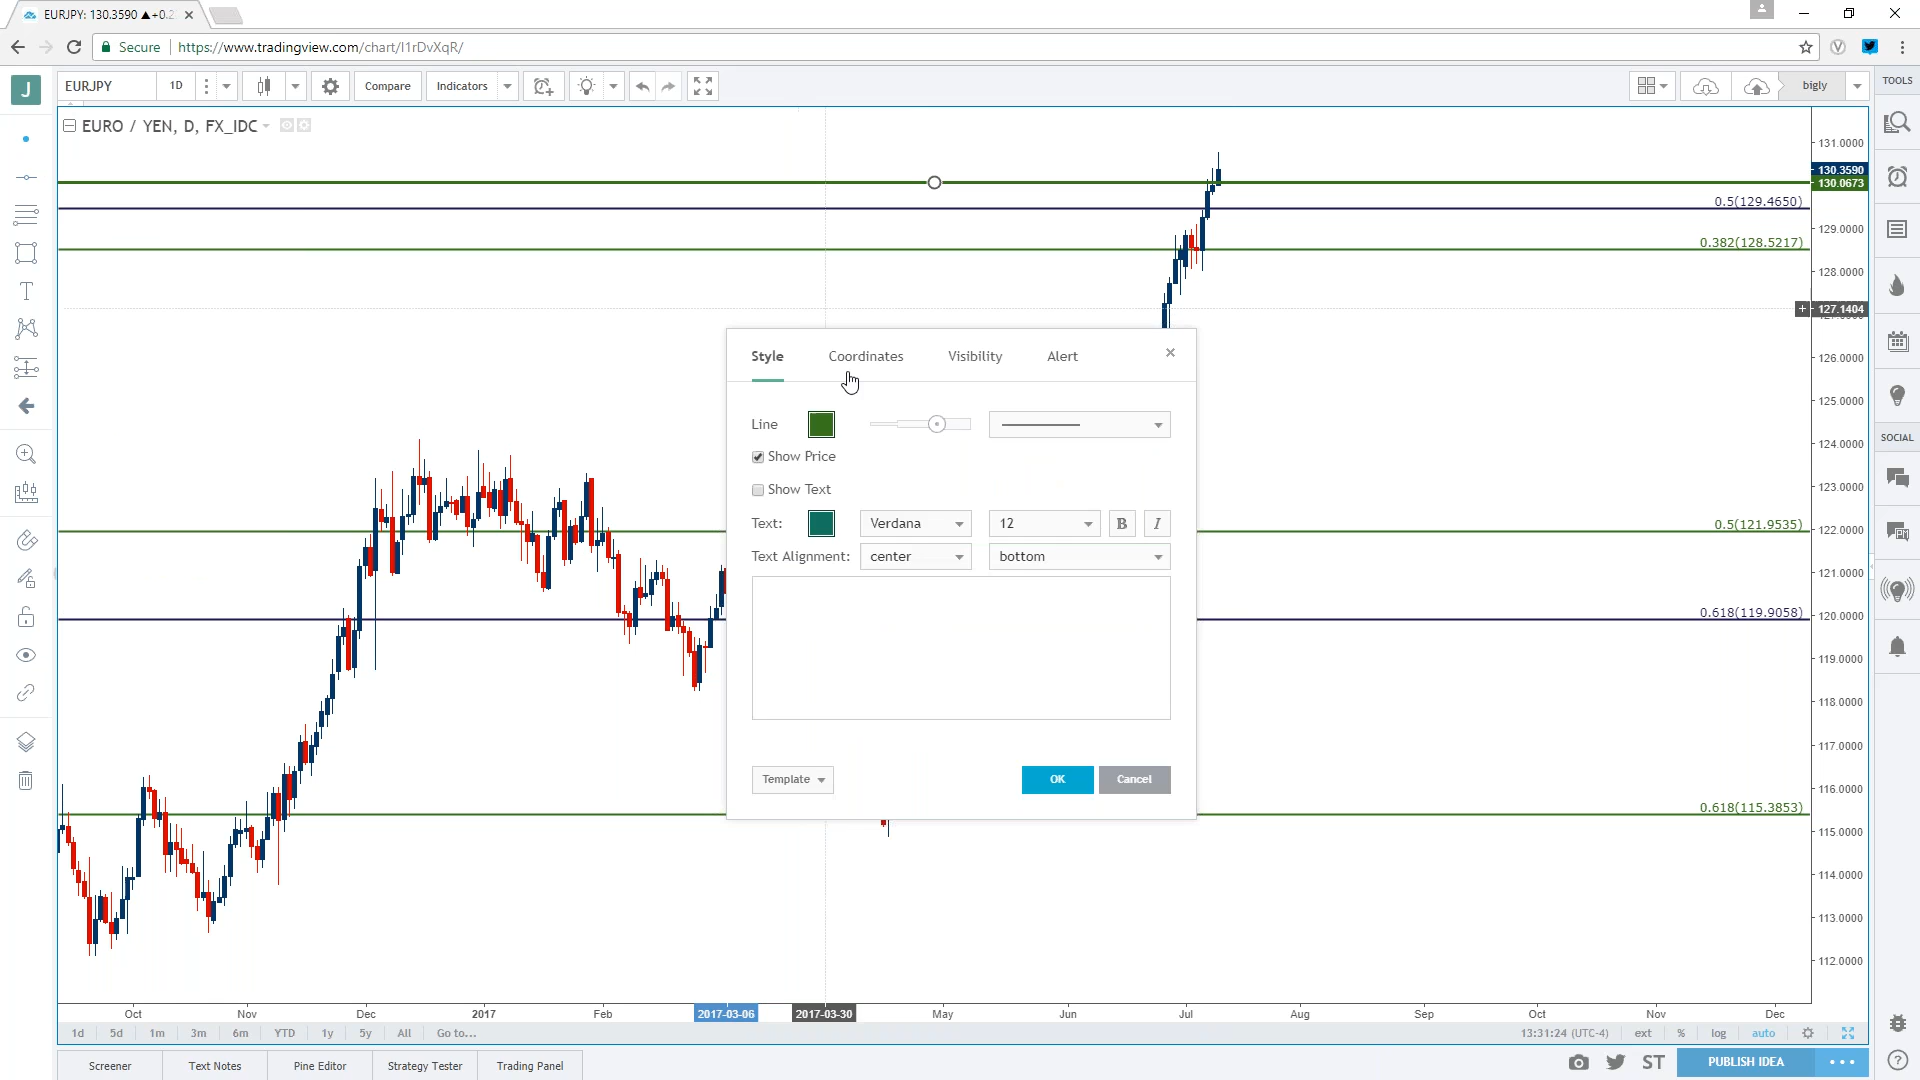 EURJPY: 130.3590 ▲+0.2
Secure https://www.tradingview.com/chart/I1rDvXqR/
J EURJPY 1D Compare Indicators bigly TOOLS
EURO / YEN, D, FX_IDC
131.0000
130.3590
130.0673
0.5(129.4650)
129.0000
0.382(128.5217)
128.0000
127.1404
126.0000
125.0000
124.0000
123.0000
0.5(121.9535)
122.0000
121.0000
0.618(119.9058)
120.0000
119.0000
118.0000
117.0000
116.0000
0.618(115.3853)
115.0000
114.0000
113.0000
112.0000
SOCIAL
Style Coordinates Visibility Alert
Line
Show Price
Show Text
Text: Verdana 12 B I
Text Alignment: center bottom
Template OK Cancel
Oct Nov Dec 2017 Feb 2017-03-06 2017-03-30 May Jun Jul Aug Sep Oct Nov Dec
1d 5d 1m 3m 6m YTD 1y 5y All Go to... 13:31:24 (UTC-4) ext % log auto
Screener Text Notes Pine Editor Strategy Tester Trading Panel ST PUBLISH IDEA